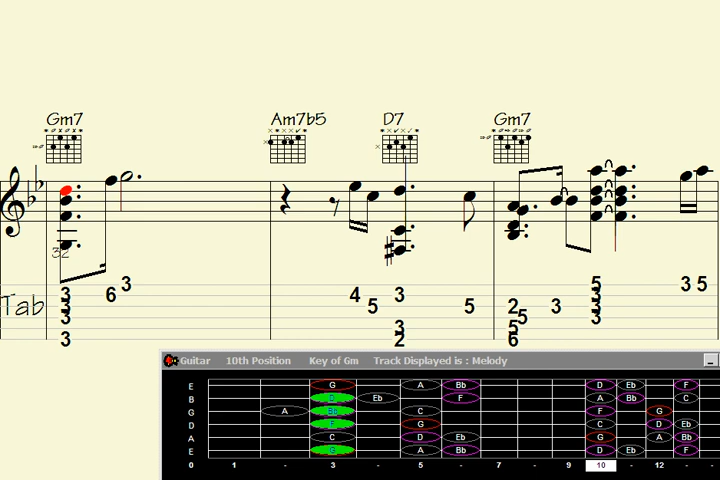 Gm7 Am7b5 D7 Gm7
32
3 5 3 5
3 6 4 3 3
3 5 5 2 3 3
3 5 3
3 5
3 2 6
Tab
Guitar 10th Position Key of Gm Track Displayed is : Melody
E G A Bb D Eb F
B D Eb F A Bb C
G A Bb C F G
D F G C D Eb
A C D Eb G A Bb
E G A Bb D Eb F
0 1 - 3 - 5 - 7 - 9 10 - 12 - -